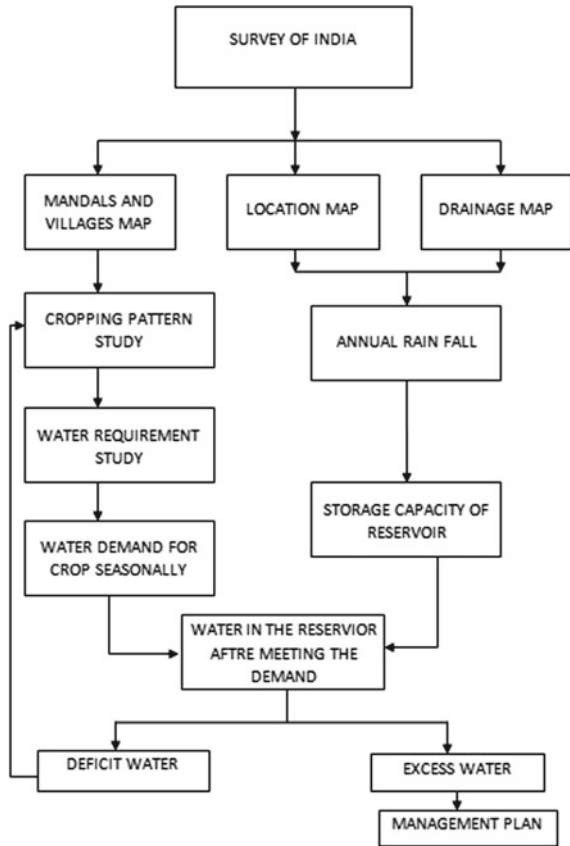 SURVEY OF INDIA
MANDALS AND
VILLAGES MAP
LOCATION MAP
DRAINAGE MAP
CROPPING PATTERN
STUDY
ANNUAL RAIN FALL
WATER REQUIREMENT
STUDY
STORAGE CAPACITY OF
RESERVOIR
WATER DEMAND FOR
CROP SEASONALLY
WATER IN THE RESERVIOR
AFTRE MEETING THE
DEMAND
DEFICIT WATER
EXCESS WATER
MANAGEMENT PLAN